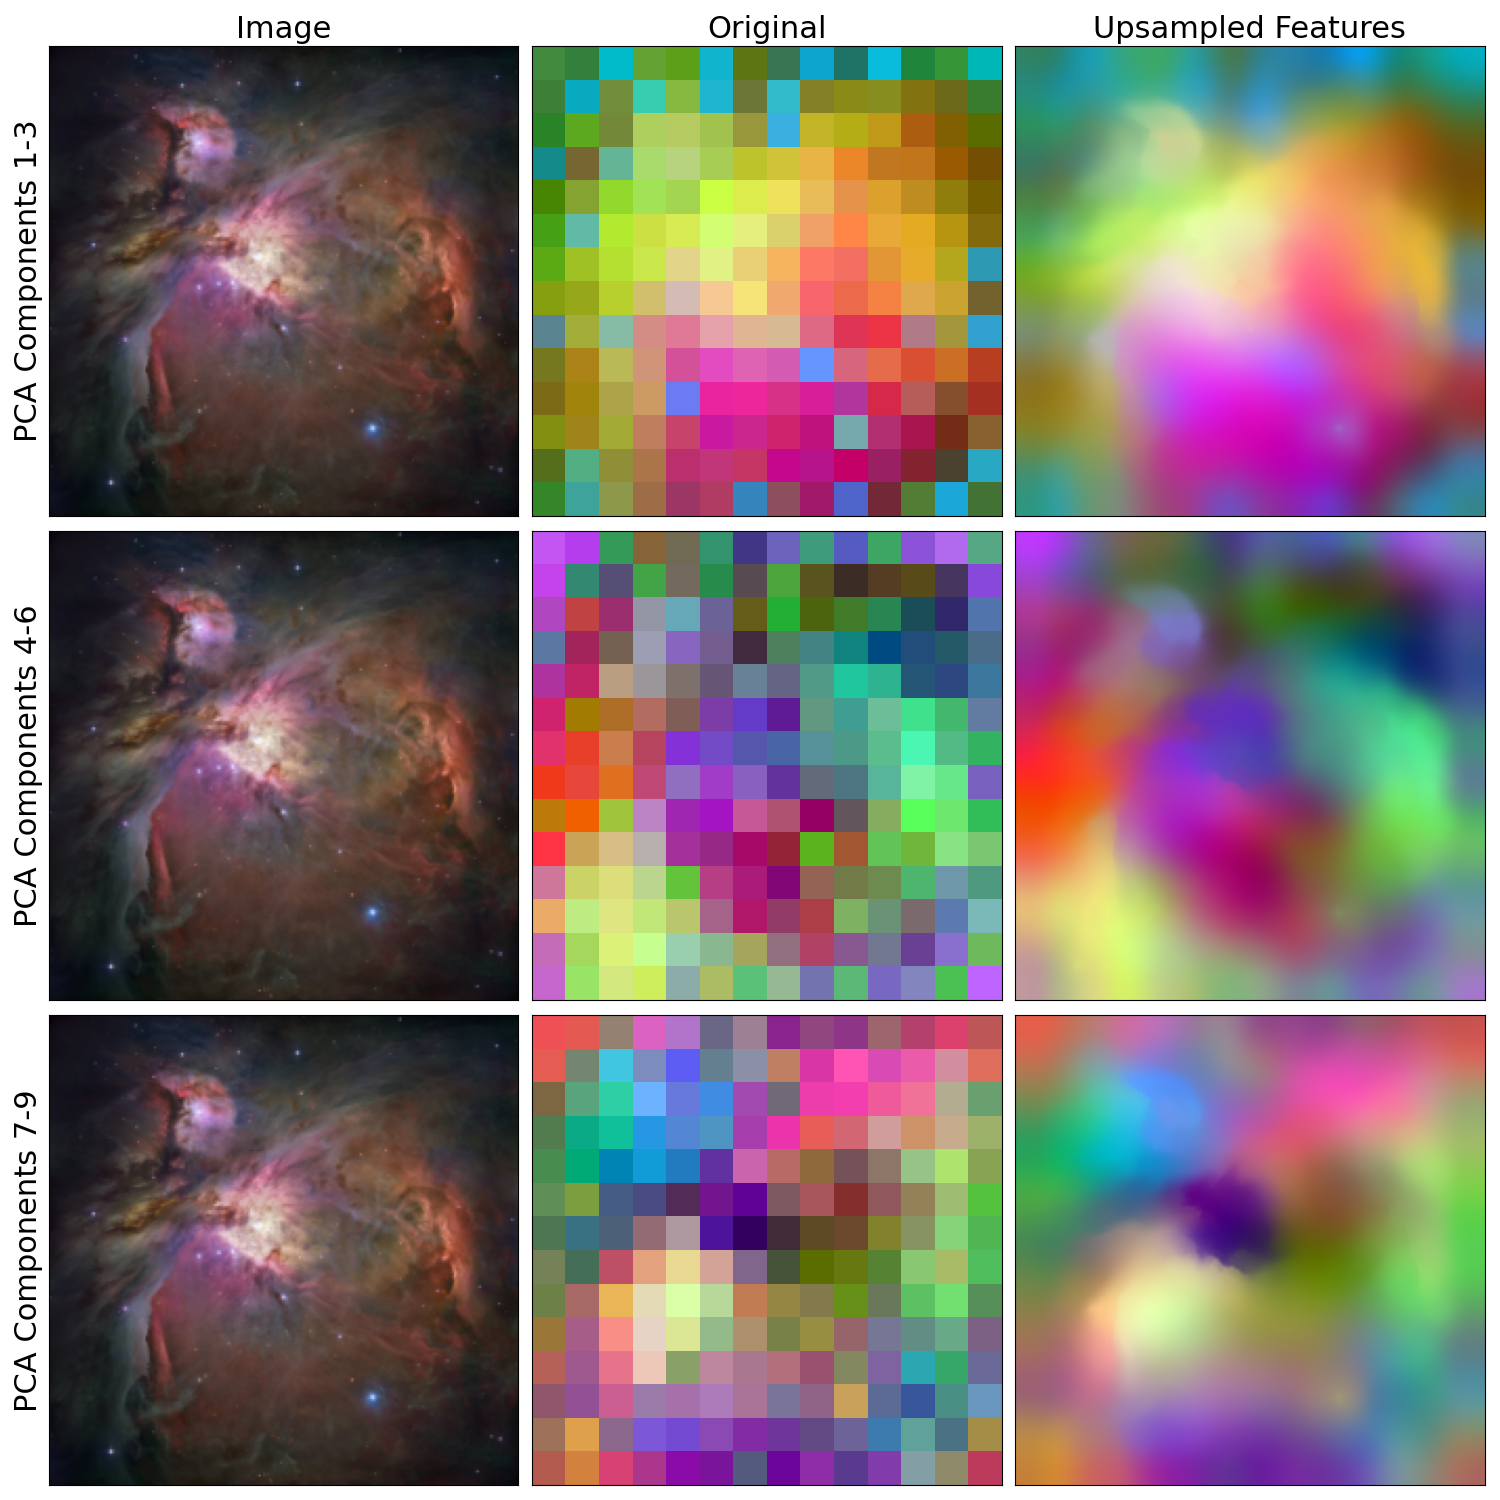 Image
Original
Upsampled Features
PCA Components 1-3
PCA Components 4-6
PCA Components 7-9